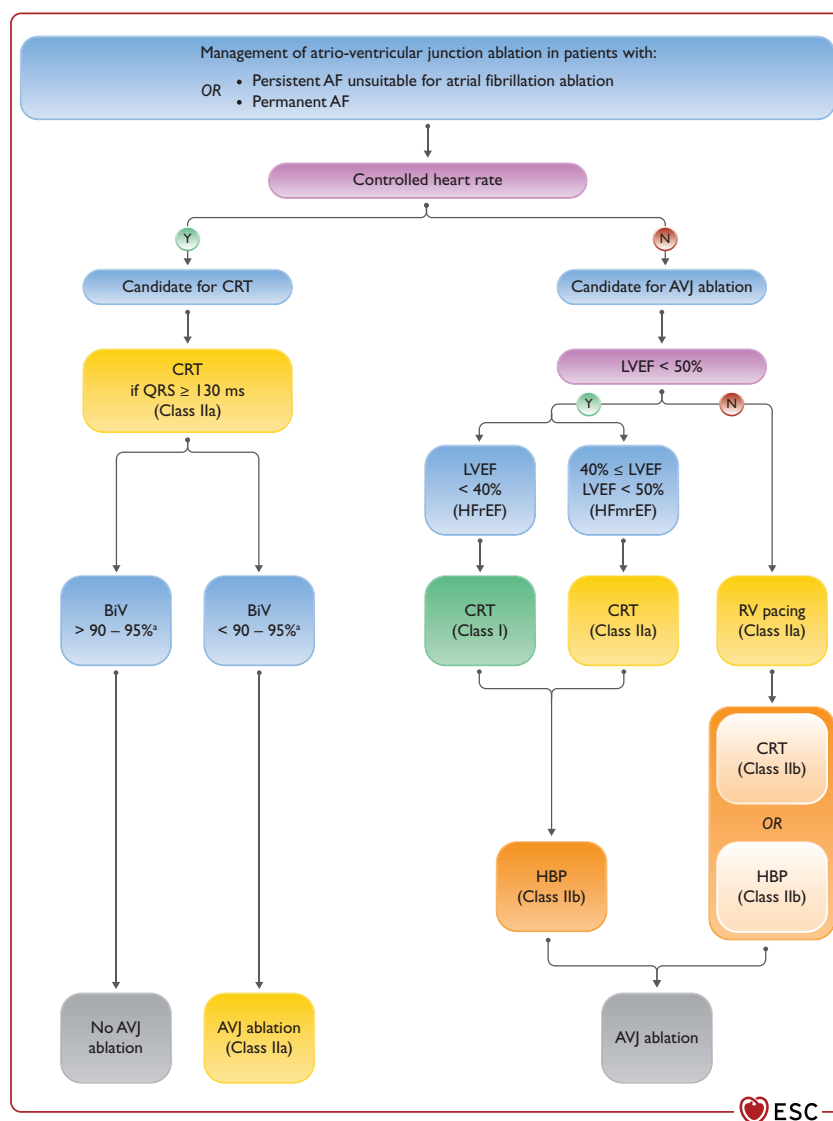 Management of atrio-ventricular junction ablation in patients with:
OR
• Persistent AF unsuitable for atrial fibrillation ablation
• Permanent AF
Controlled heart rate
Y
N
Candidate for CRT
Candidate for AVJ ablation
CRT
if QRS ≥ 130 ms
(Class IIa)
LVEF < 50%
Y
N
LVEF
< 40%
(HFrEF)
40% ≤ LVEF
LVEF < 50%
(HFmrEF)
BiV
> 90 – 95%ᵃ
BiV
< 90 – 95%ᵃ
CRT
(Class I)
CRT
(Class IIa)
RV pacing
(Class IIa)
CRT
(Class IIb)
OR
HBP
(Class IIb)
HBP
(Class IIb)
No AVJ
ablation
AVJ ablation
(Class IIa)
AVJ ablation
ESC